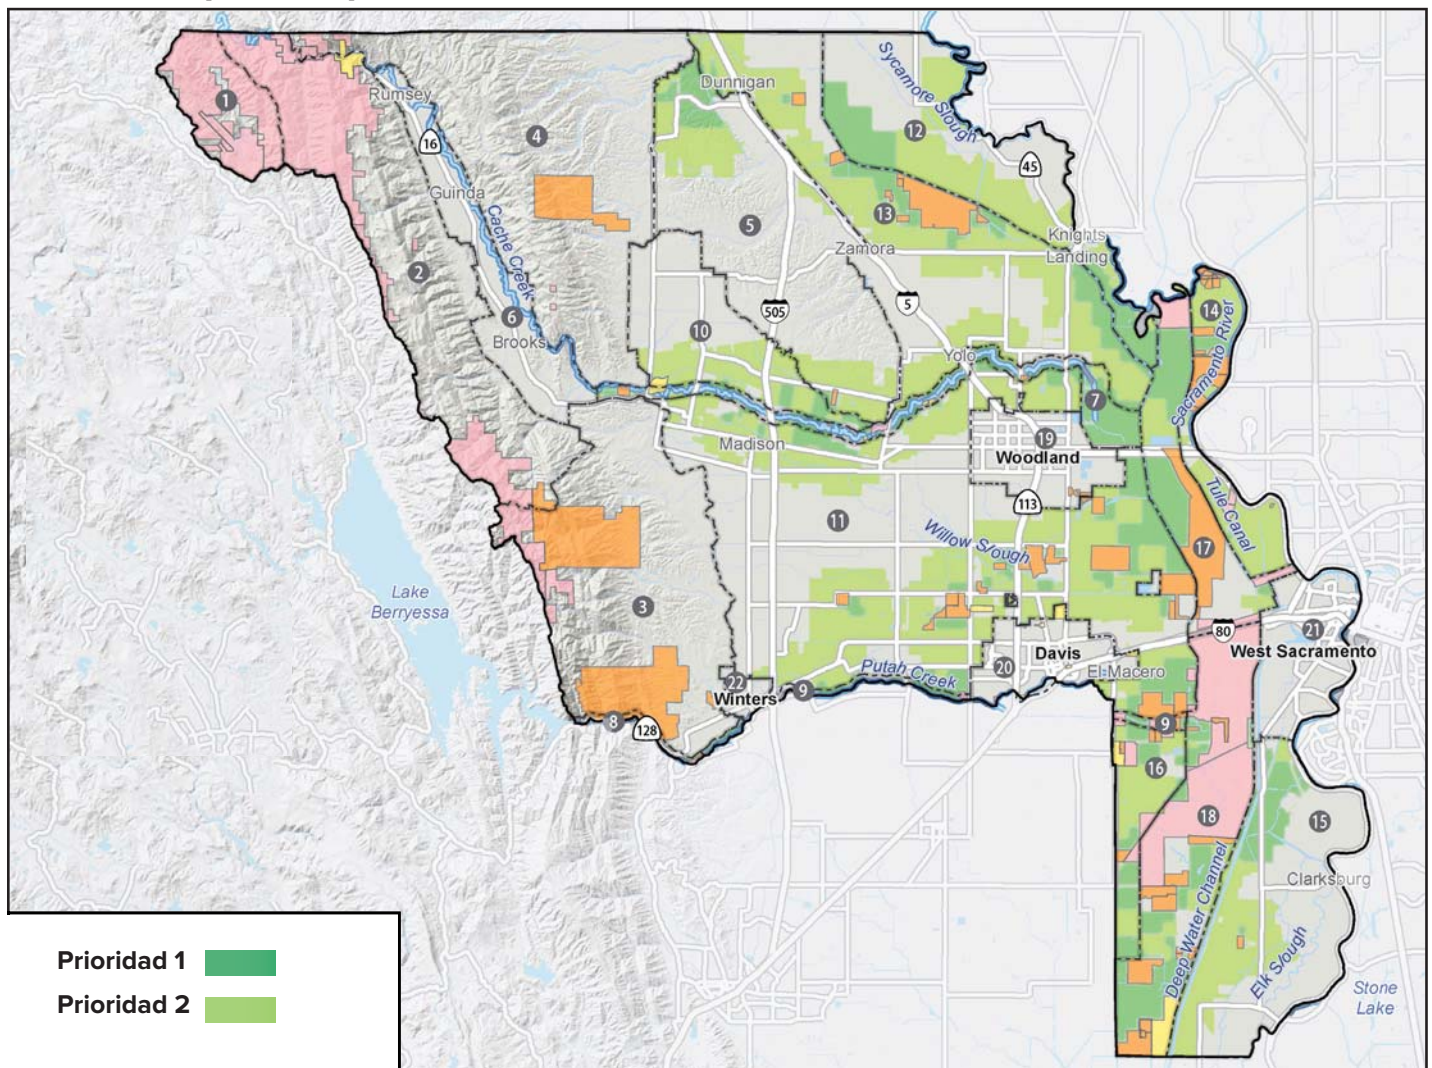 Sycamore Slough
Dunnigan
Rumsey
1
4
12
16
45
Guinda
13
5
Cache Creek
Zamora
Knights
Landing
2
5
505
14
6
10
Brooks
Yolo
Sacramento River
7
Madison
19
Woodland
113
Tule Canal
11
Willow Slough
17
Lake
Berryessa
3
80
21
Davis
West Sacramento
Putah Creek
20
El Macero
22
Winters
9
8
128
9
16
18
15
Clarksburg
Deep Water Channel
Elk Slough
Prioridad 1
Prioridad 2
Stone
Lake